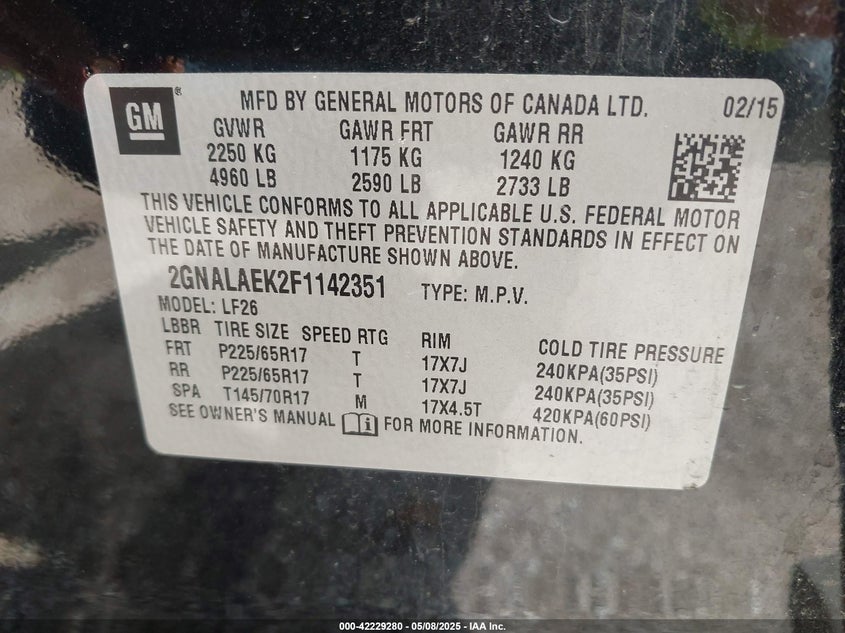 GM ® MFD BY GENERAL MOTORS OF CANADA LTD. 02/15
GVWR GAWR FRT GAWR RR
2250 KG 1175 KG 1240 KG
4960 LB 2590 LB 2733 LB
THIS VEHICLE CONFORMS TO ALL APPLICABLE U.S. FEDERAL MOTOR
VEHICLE SAFETY AND THEFT PREVENTION STANDARDS IN EFFECT ON
THE DATE OF MANUFACTURE SHOWN ABOVE.
2GNALAEK2F1142351 TYPE: M.P.V.
MODEL: LF26
LBBR TIRE SIZE SPEED RTG RIM COLD TIRE PRESSURE
FRT P225/65R17 T 17X7J 240KPA(35PSI)
RR P225/65R17 T 17X7J 240KPA(35PSI)
SPA T145/70R17 M 17X4.5T 420KPA(60PSI)
SEE OWNER'S MANUAL i FOR MORE INFORMATION.
000-42229280 - 05/08/2025 - IAA Inc.